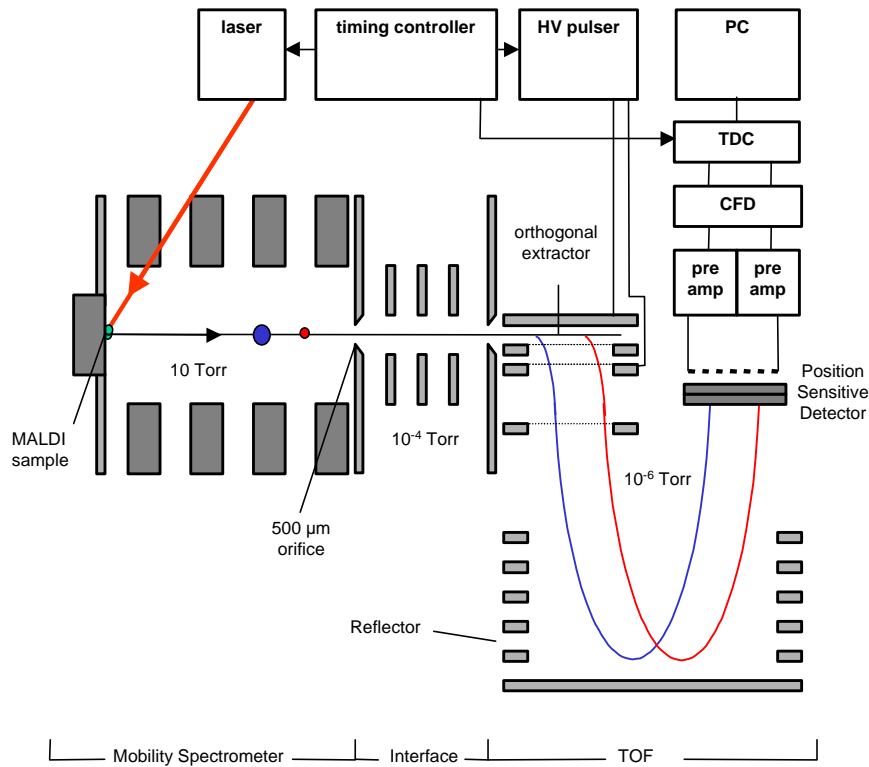 laser
timing controller
HV pulser
PC
TDC
CFD
orthogonal
extractor
pre
amp
pre
amp
10 Torr
Position
Sensitive
Detector
MALDI
sample
10⁻⁴ Torr
10⁻⁶ Torr
500 µm
orifice
Reflector
Mobility Spectrometer
Interface
TOF